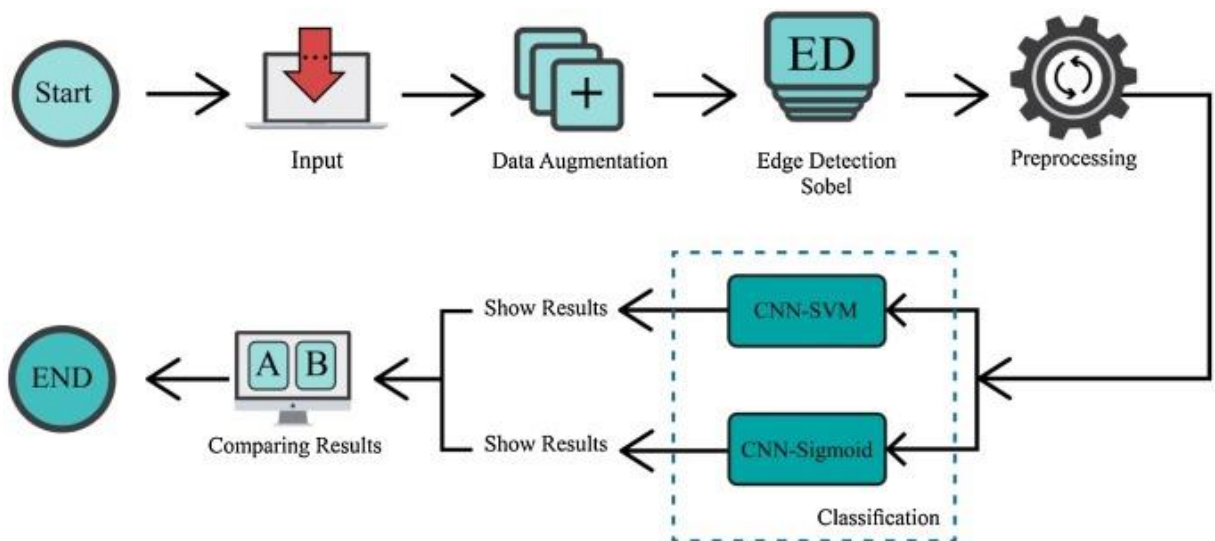 Start
...
Input
+
Data Augmentation
ED
Edge Detection
Sobel
Preprocessing
CNN-SVM
Show Results
CNN-Sigmoid
Show Results
Classification
A B
Comparing Results
END